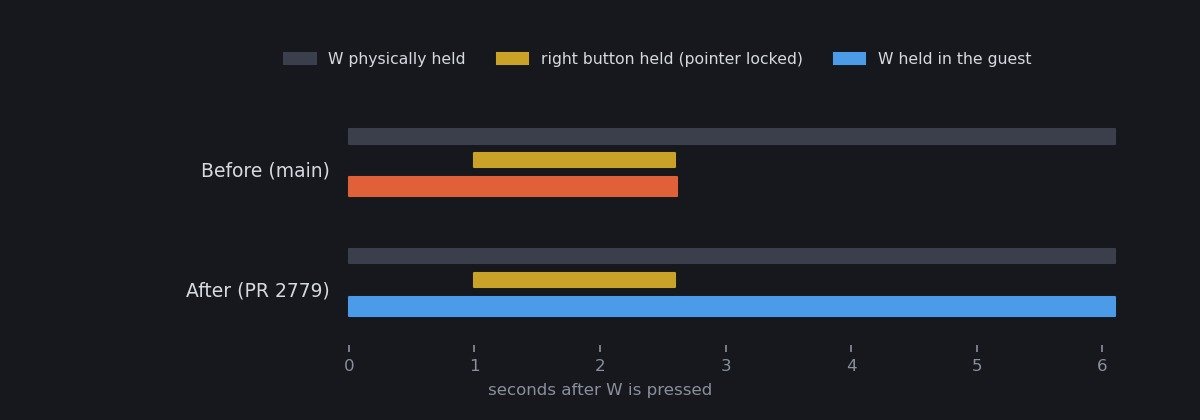 W physically held right button held (pointer locked) W held in the guest
Before (main)
After (PR 2779)
0 1 2 3 4 5 6
seconds after W is pressed